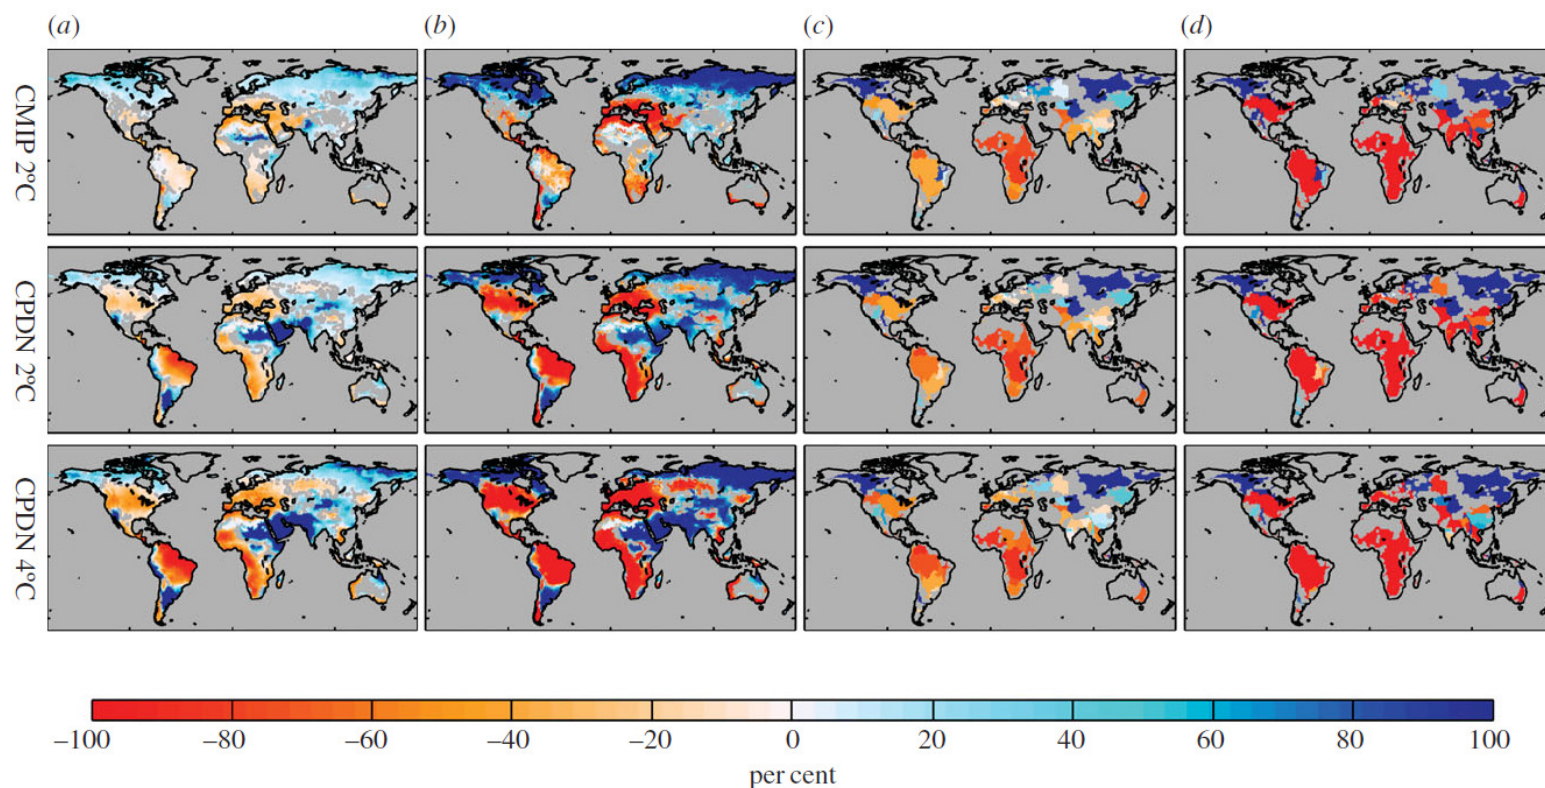 (a) (b) (c) (d)
CMIP 2°C
CPDN 2°C
CPDN 4°C
–100 –80 –60 –40 –20 0 20 40 60 80 100
per cent